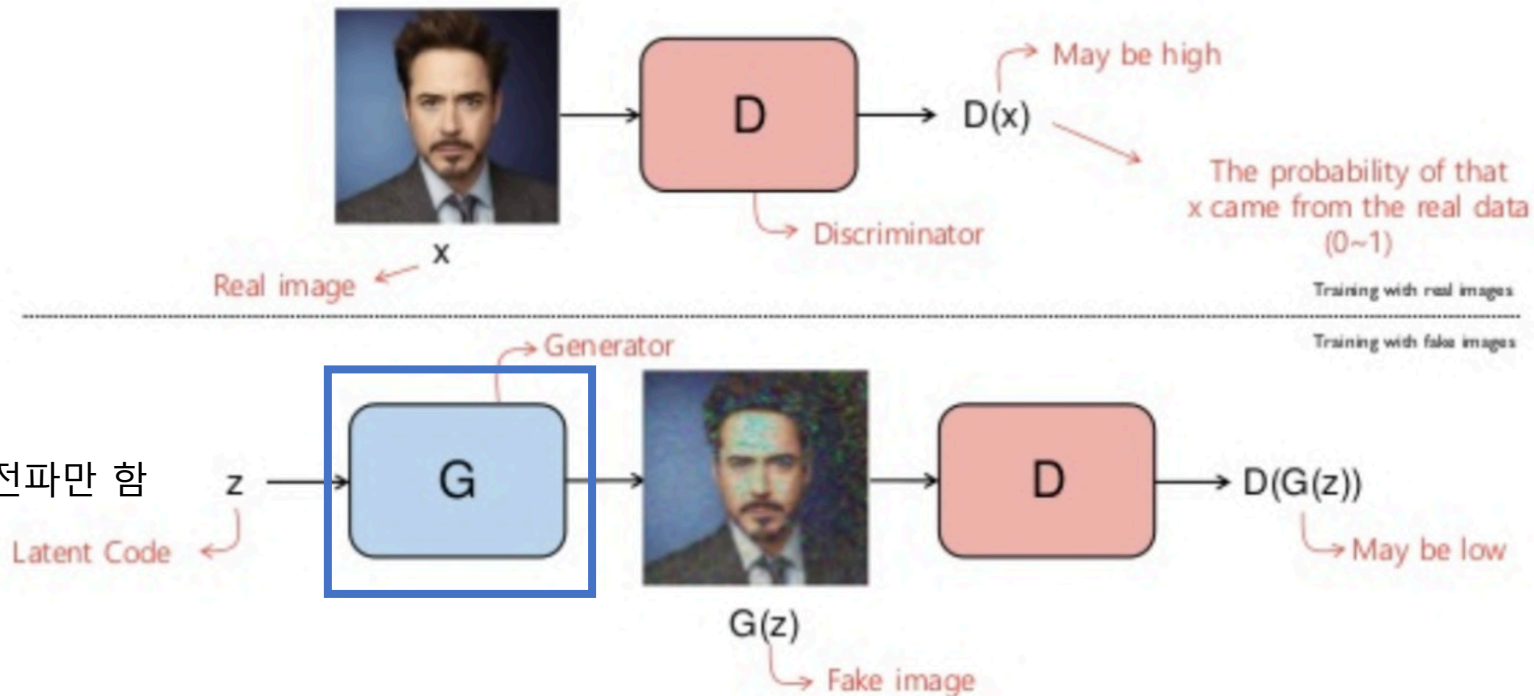 May be high
D
D(x)
The probability of that
x came from the real data
(0~1)
Discriminator
x
Real image
Training with real images
Training with fake images
Generator
전파만 함
z
G
D
D(G(z))
Latent Code
May be low
G(z)
Fake image